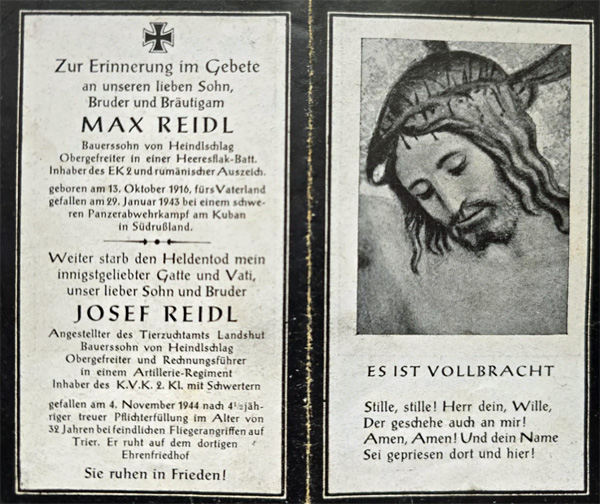 Zur Erinnerung im Gebete
an unseren lieben Sohn,
Bruder und Bräutigam
MAX REIDL
Bauerssohn von Heindlschlag
Obergefreiter in einer Heeresflak-Batt.
Inhaber des EK2 und rumänischer Auszeich.
geboren am 13. Oktober 1916, fürs Vaterland
gefallen am 29. Januar 1943 bei einem schwe-
ren Panzerabwehrkampf am Kuban
in Südrußland.
Weiter starb den Heldentod mein
innigstgeliebter Gatte und Vati,
unser lieber Sohn und Bruder
JOSEF REIDL
Angestellter des Tierzuchtamts Landshut
Bauerssohn von Heindlschlag
Obergefreiter und Rechnungsführer
in einem Artillerie-Regiment
Inhaber des K.V.K. 2. Kl. mit Schwertern
gefallen am 4. November 1944 nach 4½jäh-
riger treuer Pflichterfüllung im Alter von
32 Jahren bei feindlichen Fliegerangriffen auf
Trier. Er ruht auf dem dortigen
Ehrenfriedhof
Sie ruhen in Frieden!
ES IST VOLLBRACHT
Stille, stille! Herr dein, Wille,
Der geschehe auch an mir!
Amen, Amen! Und dein Name
Sei gepriesen dort und hier!